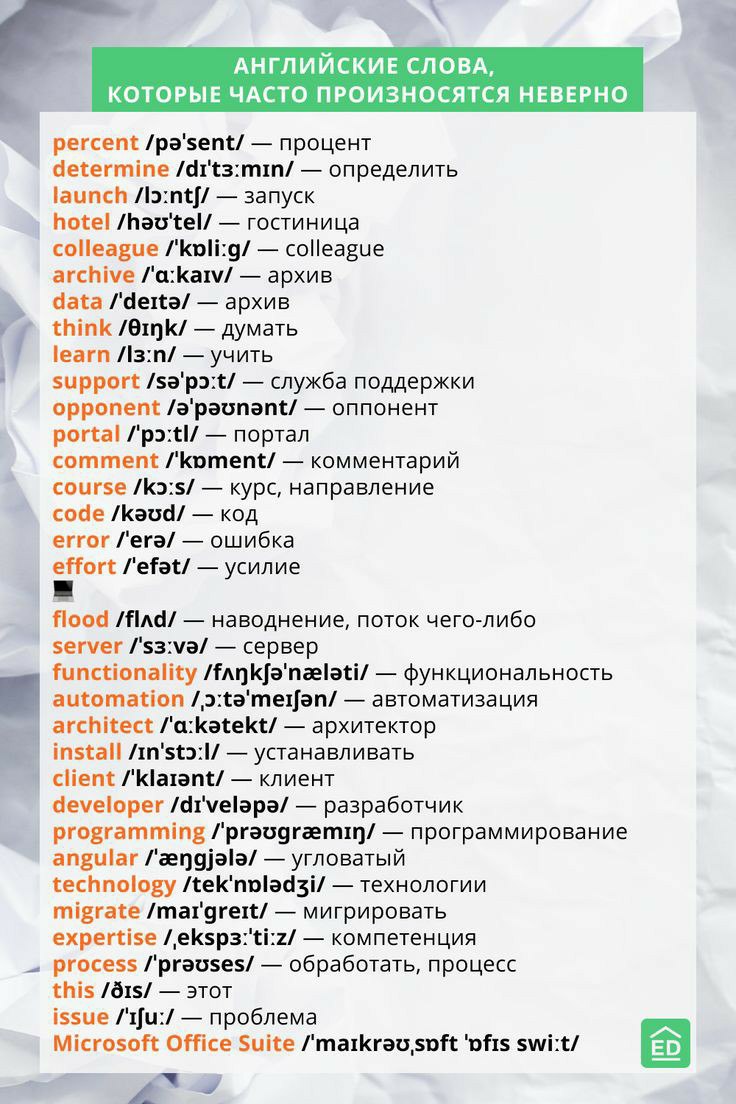 АНГЛИЙСКИЕ СЛОВА,
КОТОРЫЕ ЧАСТО ПРОИЗНОСЯТСЯ НЕВЕРНО
percent /pəˈsent/ — процент
determine /dɪˈtɜːmɪn/ — определить
launch /lɔːntʃ/ — запуск
hotel /həʊˈtel/ — гостиница
colleague /ˈkɒliːɡ/ — colleague
archive /ˈɑːkaɪv/ — архив
data /ˈdeɪtə/ — архив
think /θɪŋk/ — думать
learn /lɜːn/ — учить
support /səˈpɔːt/ — служба поддержки
opponent /əˈpəʊnənt/ — оппонент
portal /ˈpɔːtl/ — портал
comment /ˈkɒment/ — комментарий
course /kɔːs/ — курс, направление
code /kəʊd/ — код
error /ˈerə/ — ошибка
effort /ˈefət/ — усилие
flood /flʌd/ — наводнение, поток чего-либо
server /ˈsɜːvə/ — сервер
functionality /fʌŋkʃəˈnæləti/ — функциональность
automation /ˌɔːtəˈmeɪʃən/ — автоматизация
architect /ˈɑːkətekt/ — архитектор
install /ɪnˈstɔːl/ — устанавливать
client /ˈklaɪənt/ — клиент
developer /dɪˈveləpə/ — разработчик
programming /ˈprəʊɡræmɪŋ/ — программирование
angular /ˈæŋɡjələ/ — угловатый
technology /tekˈnɒlədʒi/ — технологии
migrate /maɪˈɡreɪt/ — мигрировать
expertise /ˌekspɜːˈtiːz/ — компетенция
process /ˈprəʊses/ — обработать, процесс
this /ðɪs/ — этот
issue /ˈɪʃuː/ — проблема
Microsoft Office Suite /ˈmaɪkrəʊˌsɒft ˈɒfɪs swiːt/
ED